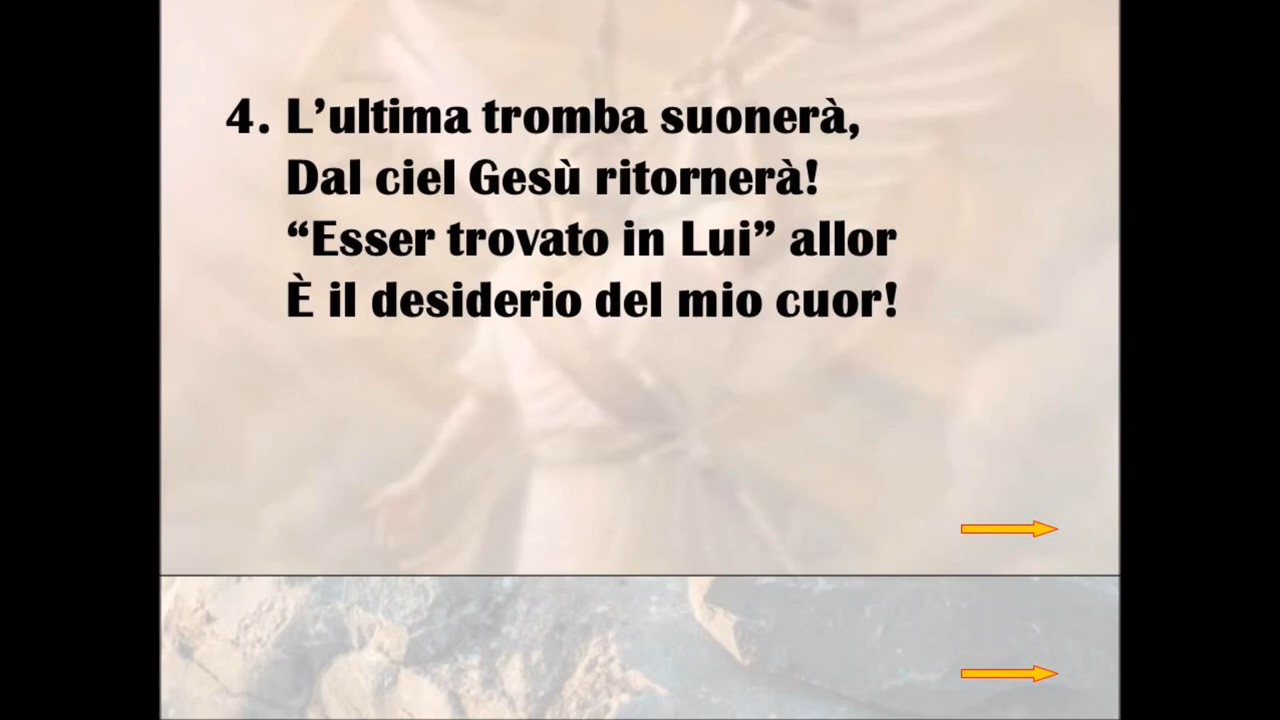 4. L’ultima tromba suonerà,
Dal ciel Gesù ritornerà!
“Esser trovato in Lui” allor
È il desiderio del mio cuor!